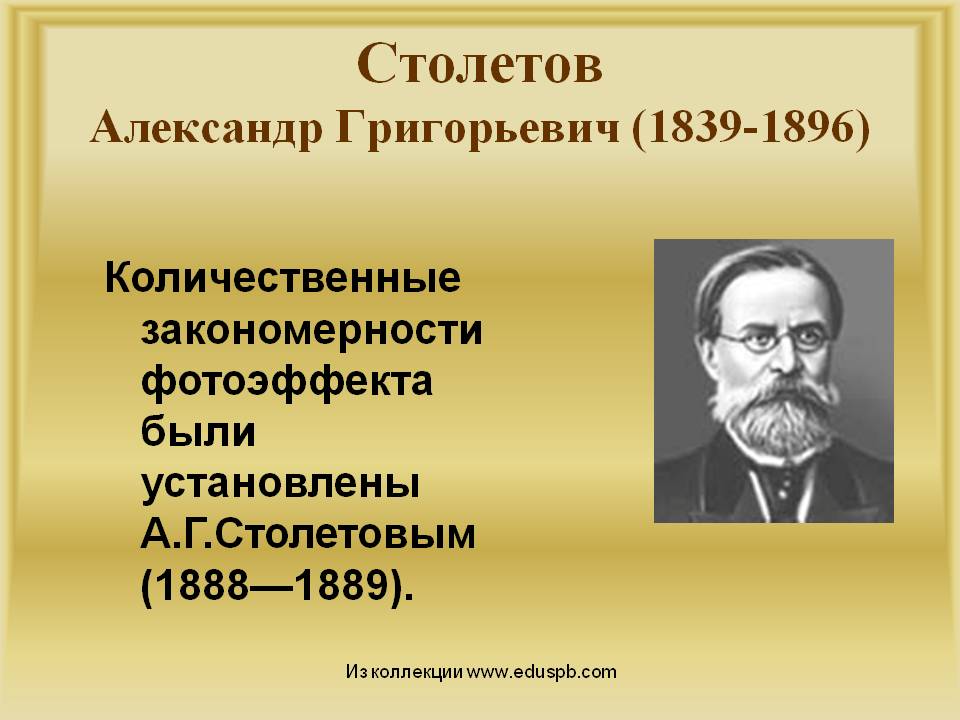 Столетов
Александр Григорьевич (1839-1896)
Количественные
закономерности
фотоэффекта
были
установлены
А.Г.Столетовым
(1888—1889).
Из коллекции www.eduspb.com